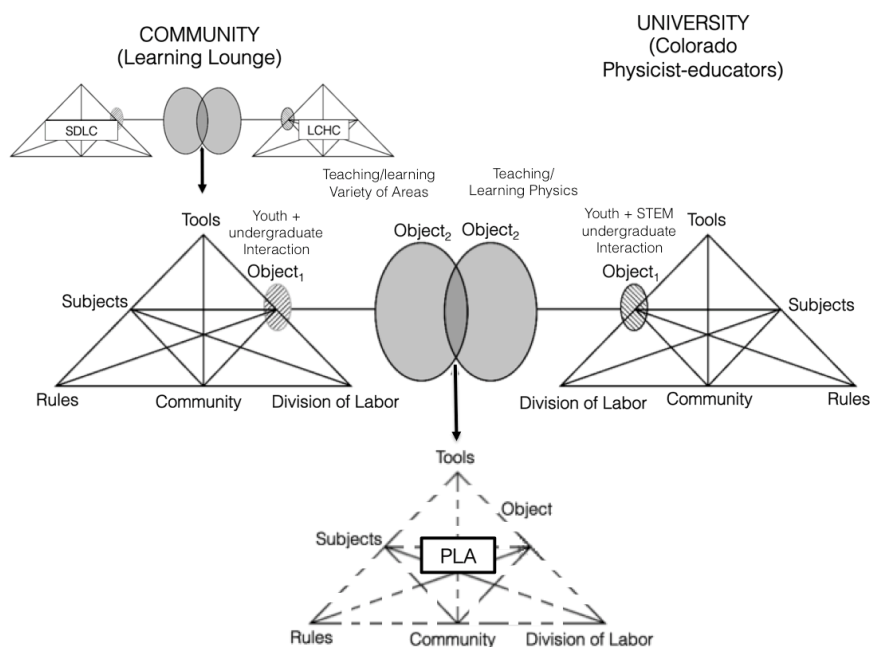 COMMUNITY
(Learning Lounge)
UNIVERSITY
(Colorado
Physicist-educators)
SDLC
LCHC
Teaching/learning
Variety of Areas
Teaching/
Learning Physics
Tools
Youth +
undergraduate
Interaction
Object1
Subjects
Rules
Community
Division of Labor
Object2
Object2
Youth + STEM
undergraduate
Interaction
Object1
Tools
Subjects
Division of Labor
Community
Rules
Tools
Object
Subjects
PLA
Rules
Community
Division of Labor